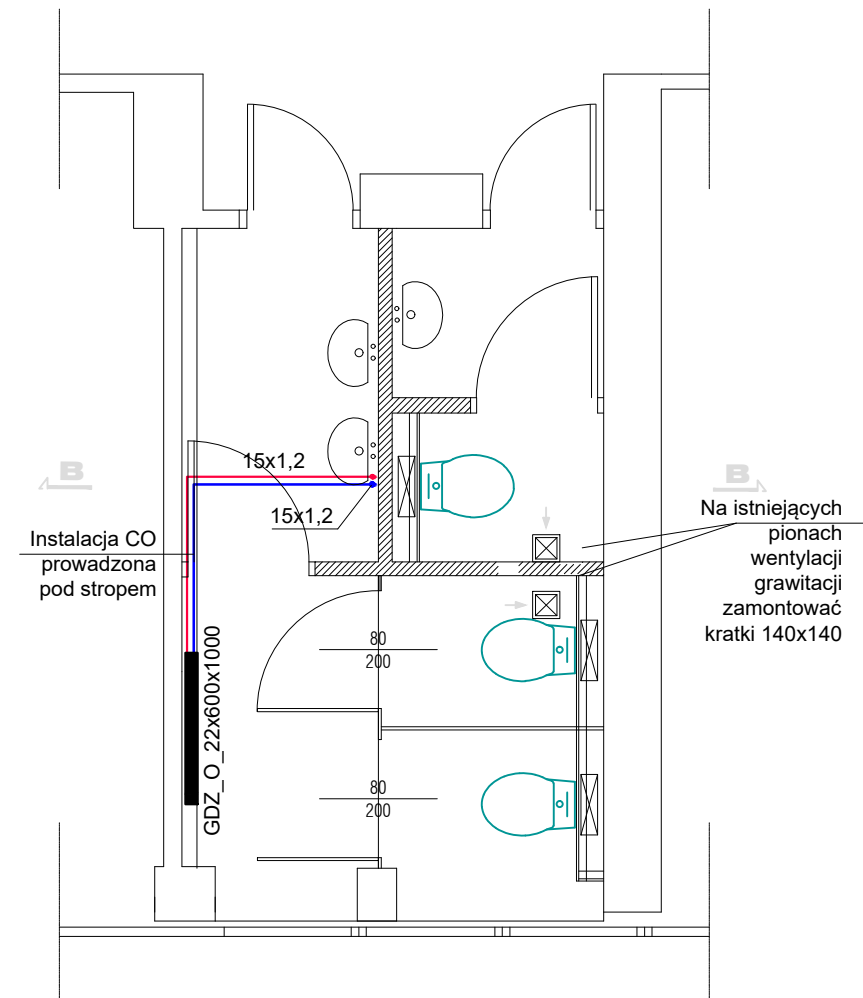 B
B
15x1,2
15x1,2
Instalacja CO
prowadzona
pod stropem
Na istniejących
pionach
wentylacji
grawitacji
zamontować
kratki 140x140
GDZ_O_22x600x1000
80
200
80
200